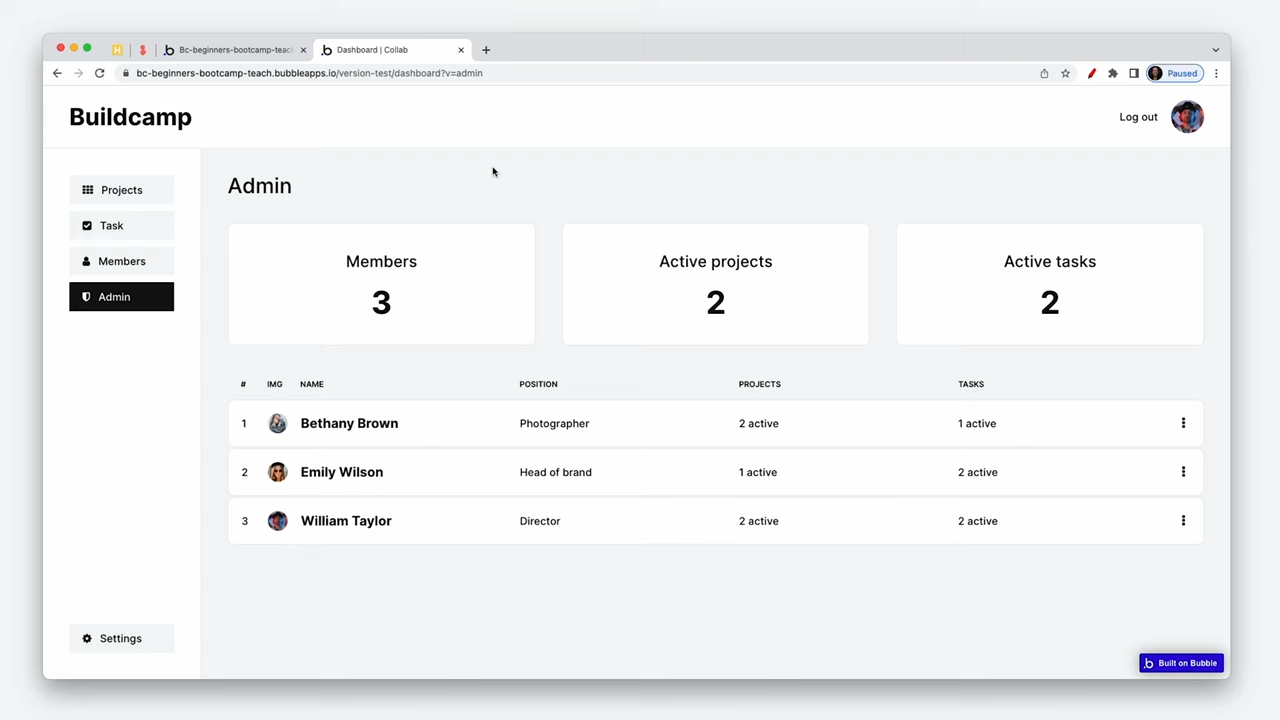 Bc-beginners-bootcamp-teach
Dashboard | Collab
bc-beginners-bootcamp-teach.bubbleapps.io/version-test/dashboard?v=admin
Paused
Buildcamp
Log out
Projects
Task
Members
Admin
Settings
Admin
Members
3
Active projects
2
Active tasks
2
# IMG NAME POSITION PROJECTS TASKS
1 Bethany Brown Photographer 2 active 1 active
2 Emily Wilson Head of brand 1 active 2 active
3 William Taylor Director 2 active 2 active
Built on Bubble